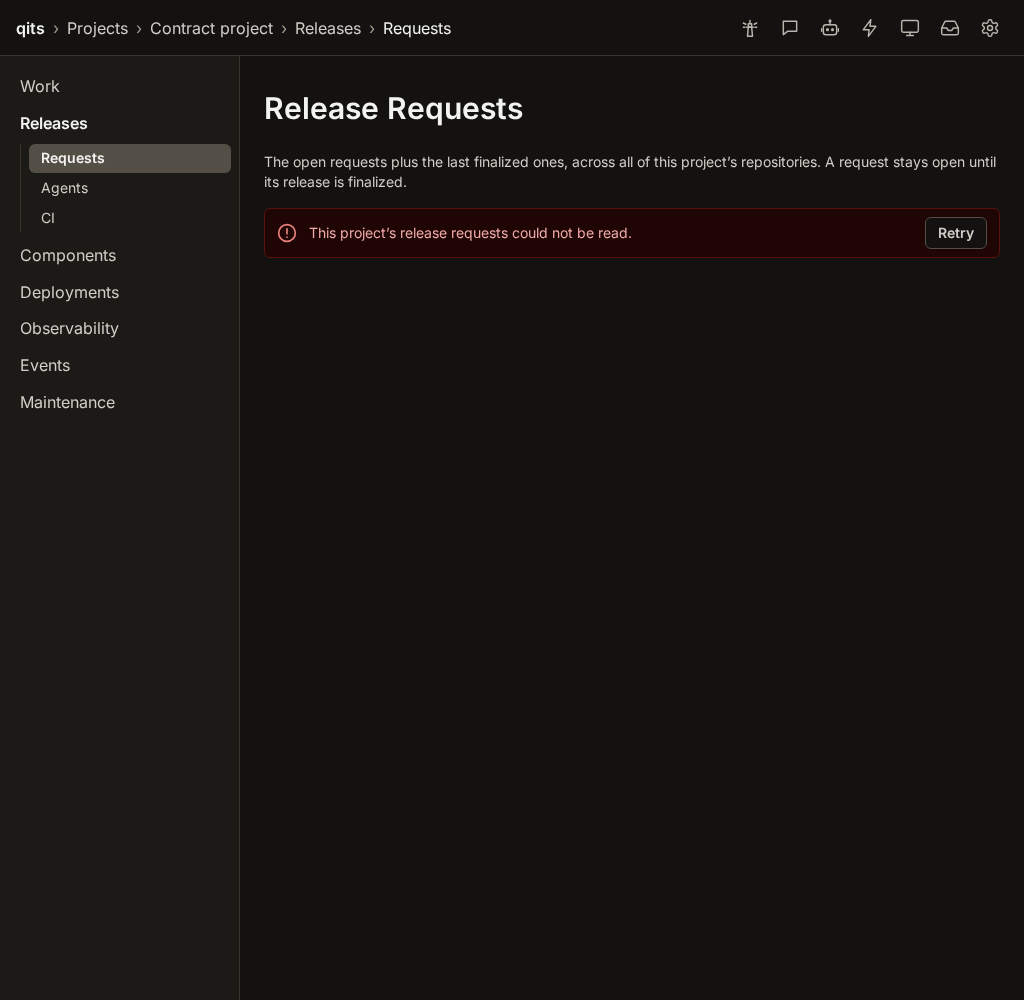 qits › Projects › Contract project › Releases › Requests
Work
Releases
Requests
Agents
CI
Components
Deployments
Observability
Events
Maintenance
Release Requests
The open requests plus the last finalized ones, across all of this project’s repositories. A request stays open until
its release is finalized.
This project’s release requests could not be read.
Retry